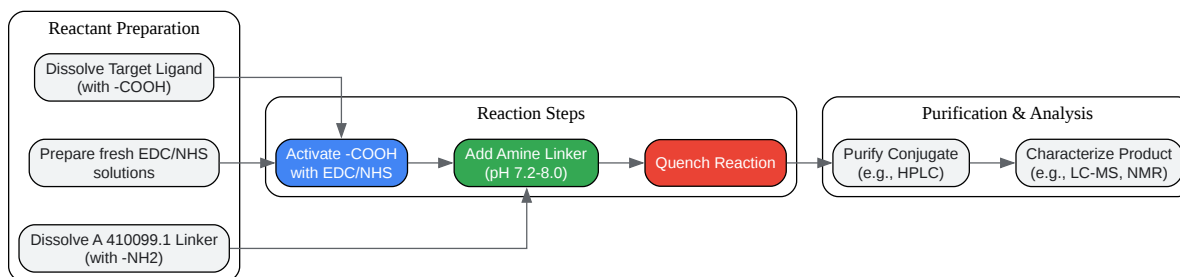 Reactant Preparation
Dissolve Target Ligand
(with -COOH)
Prepare fresh EDC/NHS
solutions
Dissolve A 410099.1 Linker
(with -NH2)
Reaction Steps
Activate -COOH
with EDC/NHS
Add Amine Linker
(pH 7.2-8.0)
Quench Reaction
Purification & Analysis
Purify Conjugate
(e.g., HPLC)
Characterize Product
(e.g., LC-MS, NMR)